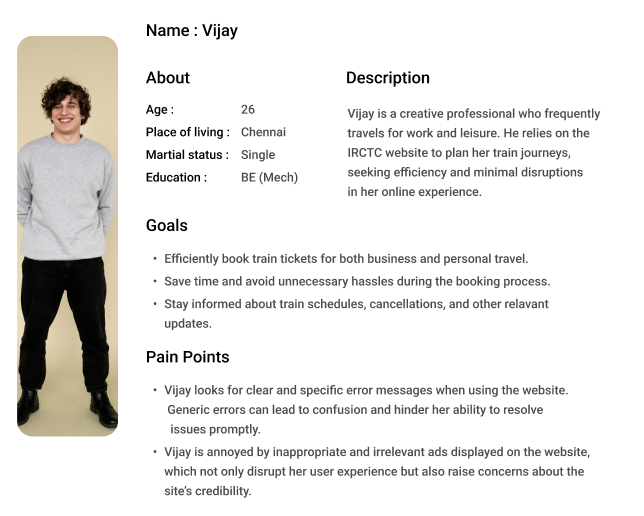 Name : Vijay
About
Age : 26
Place of living : Chennai
Martial status : Single
Education : BE (Mech)
Description
Vijay is a creative professional who frequently
travels for work and leisure. He relies on the
IRCTC website to plan her train journeys,
seeking efficiency and minimal disruptions
in her online experience.
Goals
• Efficiently book train tickets for both business and personal travel.
• Save time and avoid unnecessary hassles during the booking process.
• Stay informed about train schedules, cancellations, and other relavant
updates.
Pain Points
• Vijay looks for clear and specific error messages when using the website.
Generic errors can lead to confusion and hinder her ability to resolve
issues promptly.
• Vijay is annoyed by inappropriate and irrelevant ads displayed on the website,
which not only disrupt her user experience but also raise concerns about the
site's credibility.